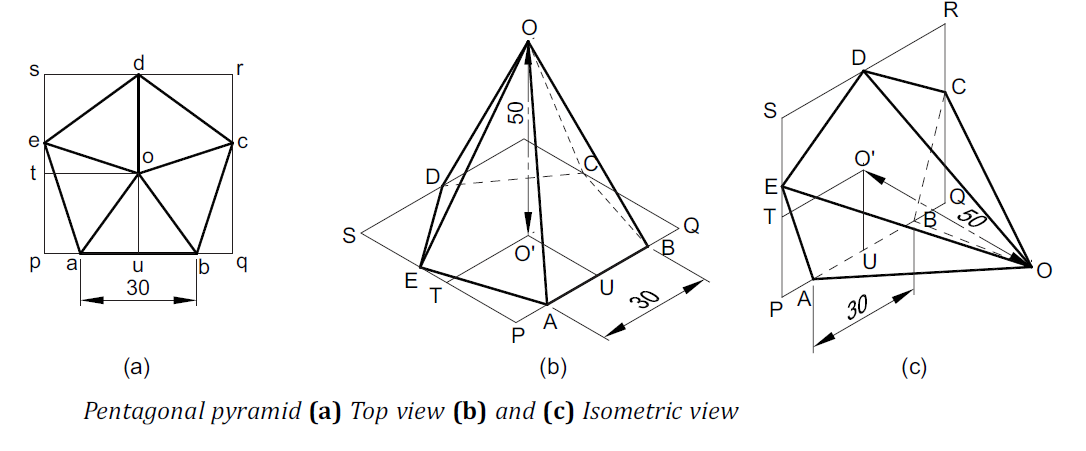 s d r
e o c
t
p a u b q
30
(a)
O
50
D C
S Q
O' B
E T U
P A 30
(b)
R
D
C
S
O'
E
T Q
B 50
U O
P A 30
(c)
Pentagonal pyramid (a) Top view (b) and (c) Isometric view